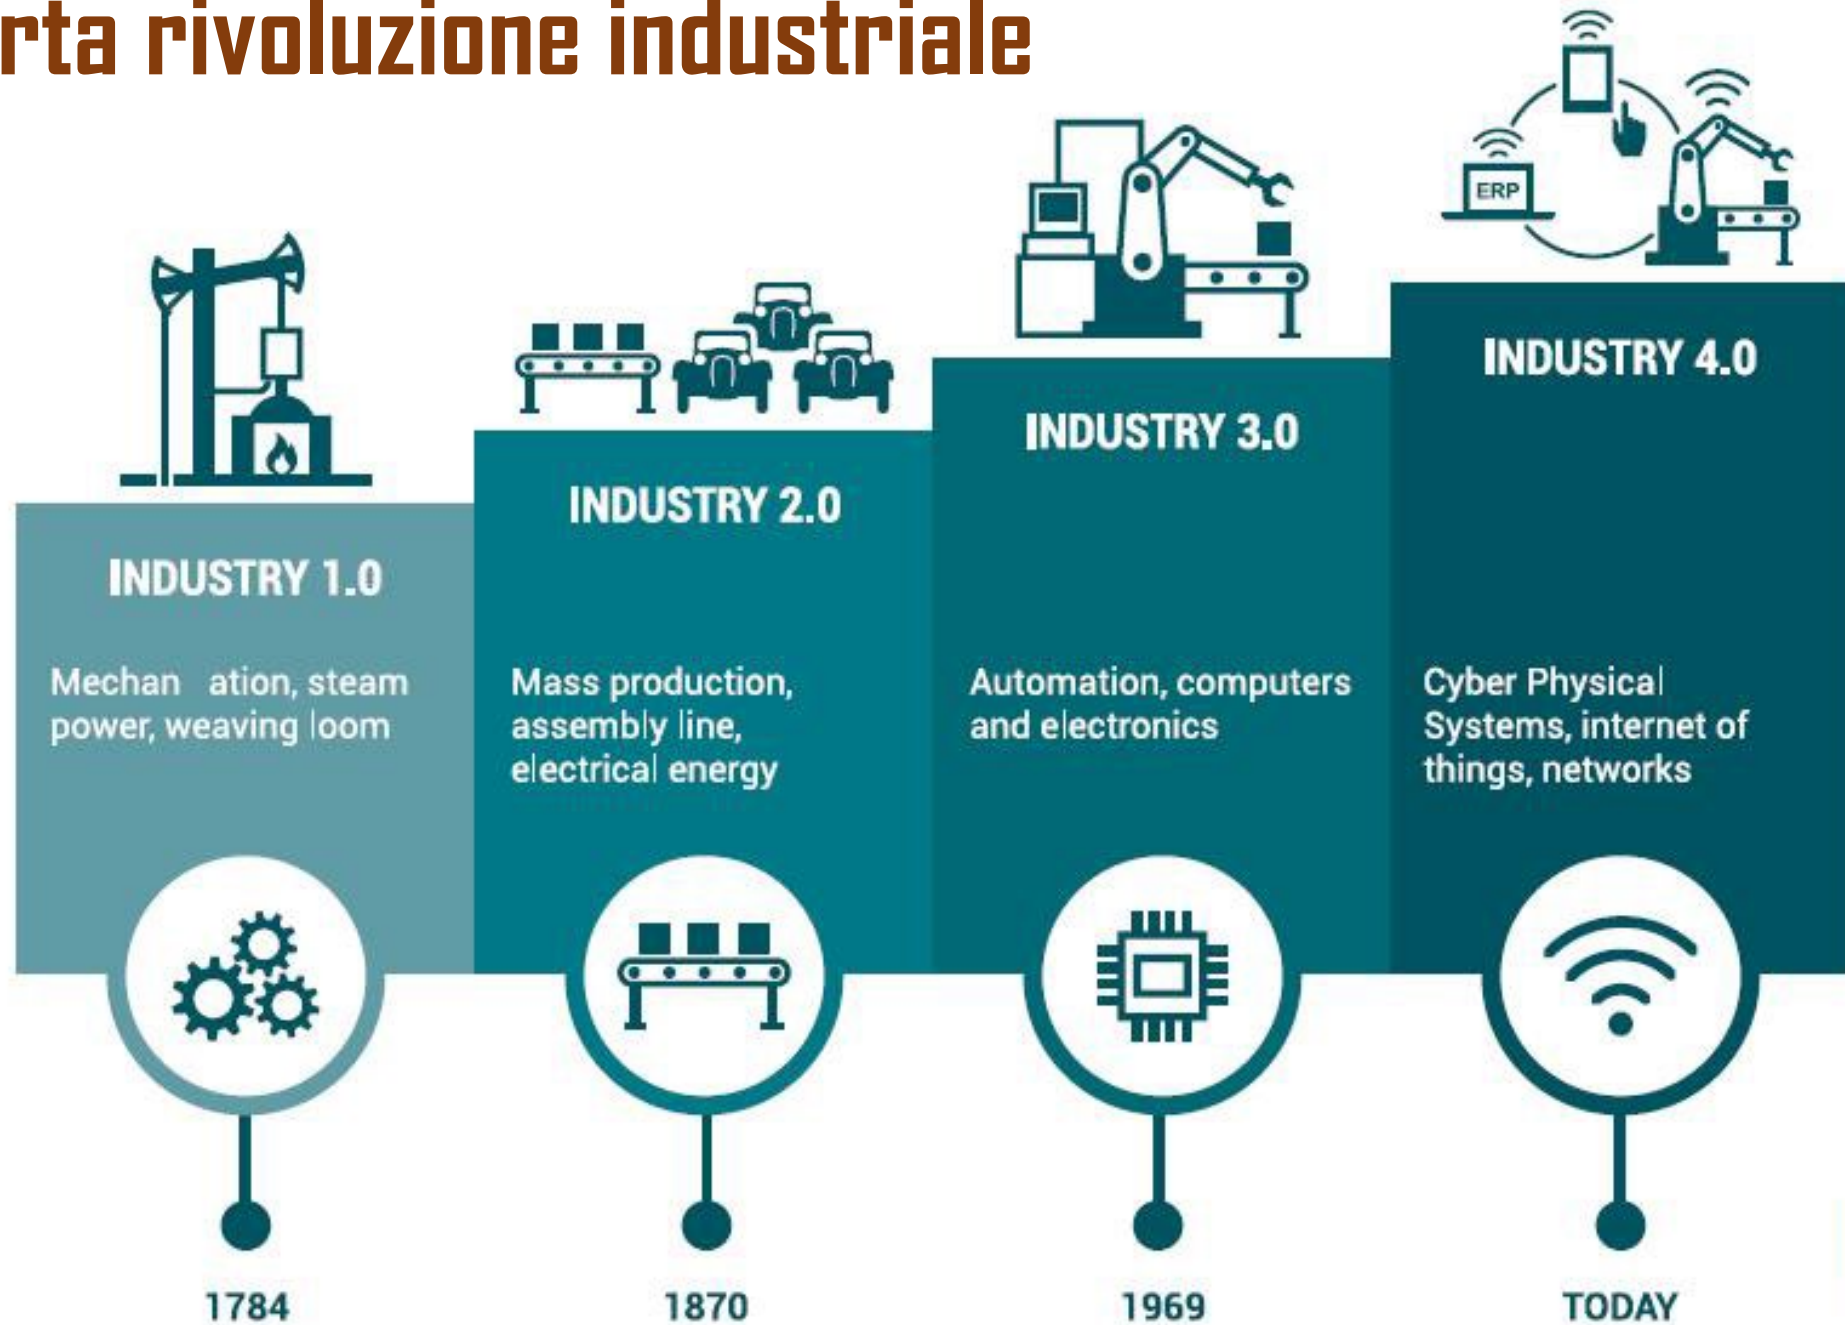 rta rivoluzione industriale
ERP
INDUSTRY 1.0
Mechan ation, steam
power, weaving loom
1784
INDUSTRY 2.0
Mass production,
assembly line,
electrical energy
1870
INDUSTRY 3.0
Automation, computers
and electronics
1969
INDUSTRY 4.0
Cyber Physical
Systems, internet of
things, networks
TODAY